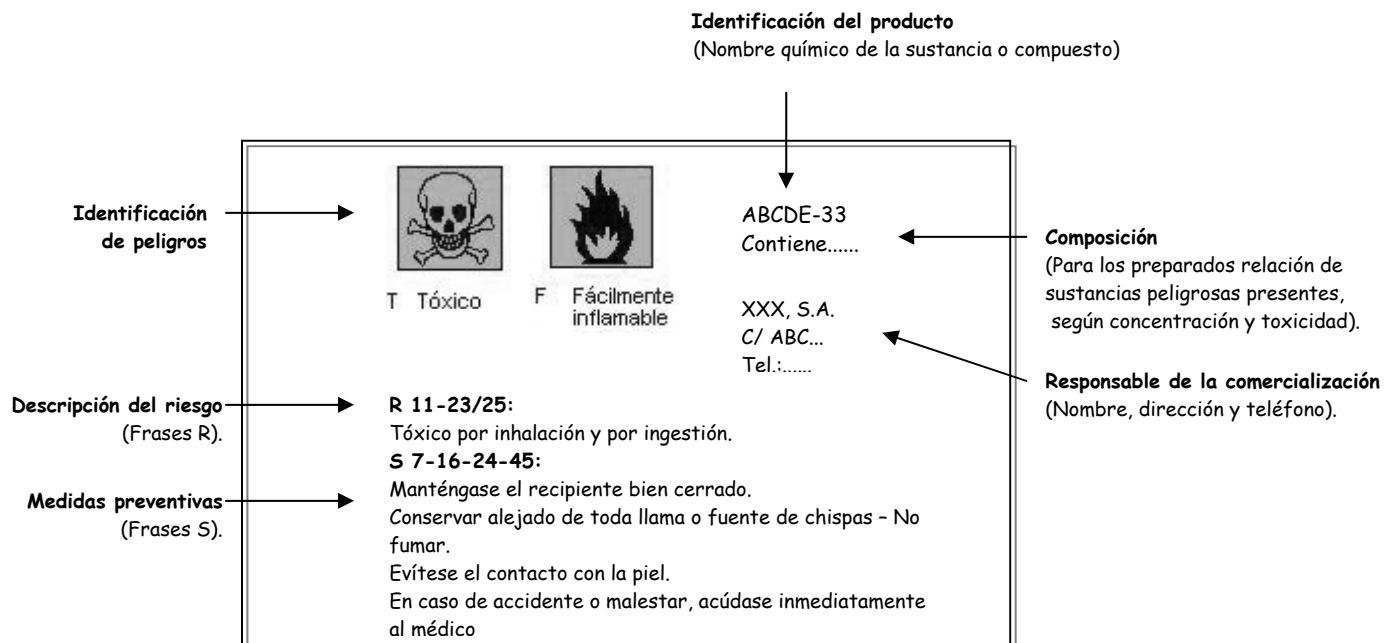 Identificación del producto
(Nombre químico de la sustancia o compuesto)
Identificación
de peligros
T Tóxico
F Fácilmente
inflamable
ABCDE-33
Contiene......
XXX, S.A.
C/ ABC...
Tel.:......
Composición
(Para los preparados relación de
sustancias peligrosas presentes,
según concentración y toxicidad).
Responsable de la comercialización
(Nombre, dirección y teléfono).
Descripción del riesgo
(Frases R).
R 11-23/25:
Tóxico por inhalación y por ingestión.
S 7-16-24-45:
Medidas preventivas
(Frases S).
Manténgase el recipiente bien cerrado.
Conservar alejado de toda llama o fuente de chispas – No
fumar.
Evítese el contacto con la piel.
En caso de accidente o malestar, acúdase inmediatamente
al médico